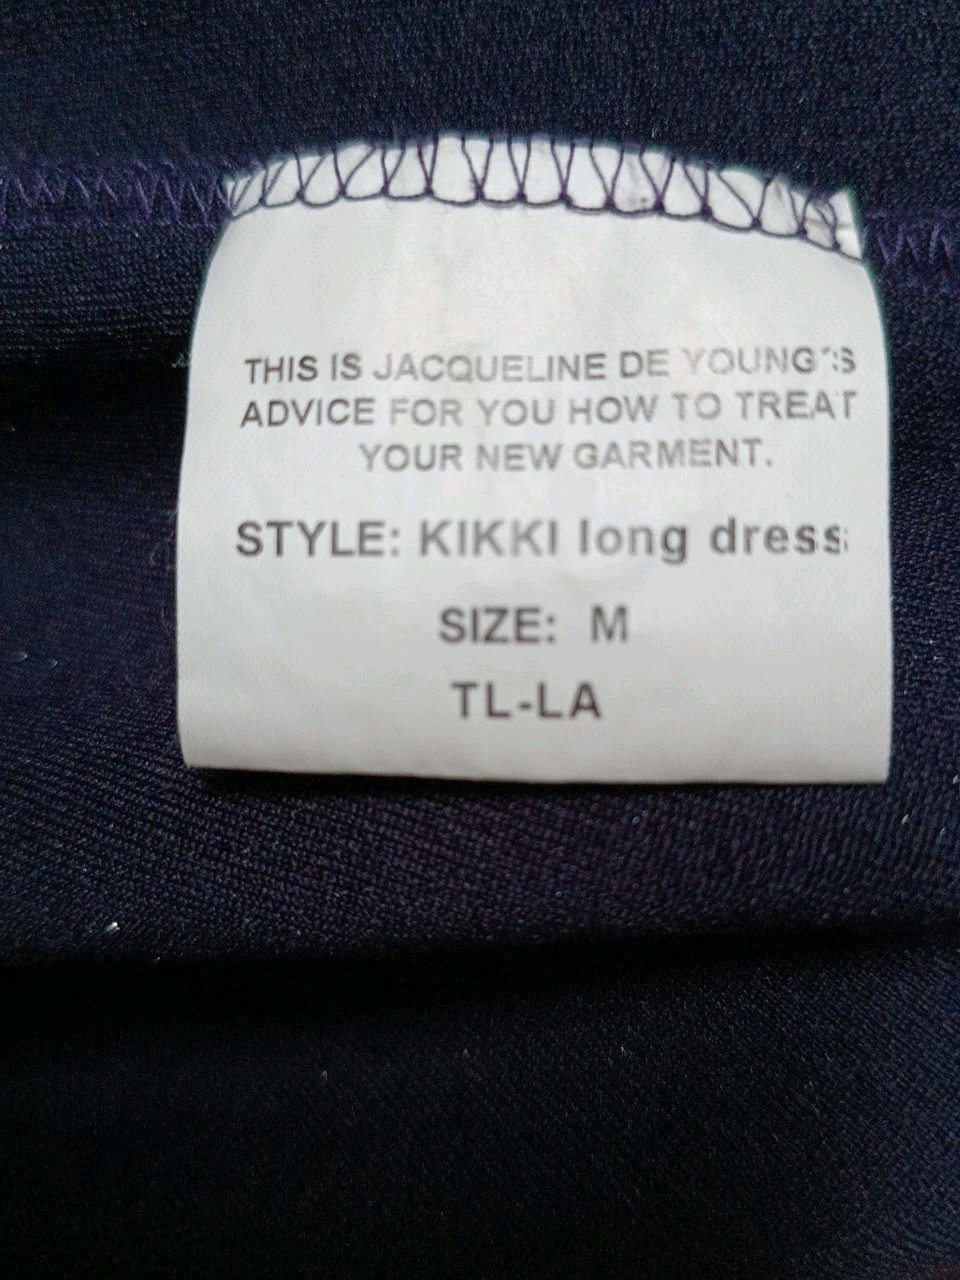 THIS IS JACQUELINE DE YOUNG'S
ADVICE FOR YOU HOW TO TREAT
YOUR NEW GARMENT.
STYLE: KIKKI long dress
SIZE: M
TL-LA